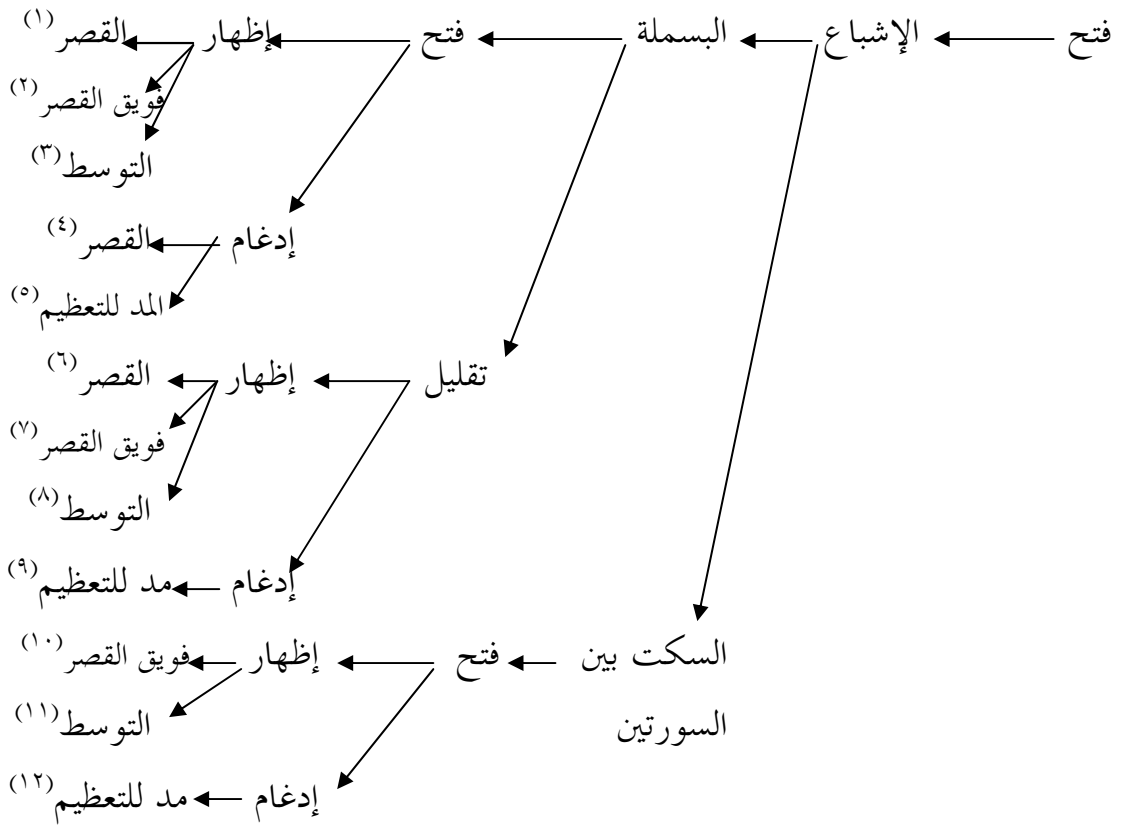 فتح الإشباع البسملة فتح إظهار القصر(١)
فويق القصر(٢)
التوسط(٣)
إدغام القصر(٤)
المد للتعظيم(٥)
تقليل إظهار القصر(٦)
فويق القصر(٧)
التوسط(٨)
إدغام مد للتعظيم(٩)
السكت بين فتح إظهار فويق القصر(١٠)
السورتين التوسط(١١)
إدغام مد للتعظيم(١٢)